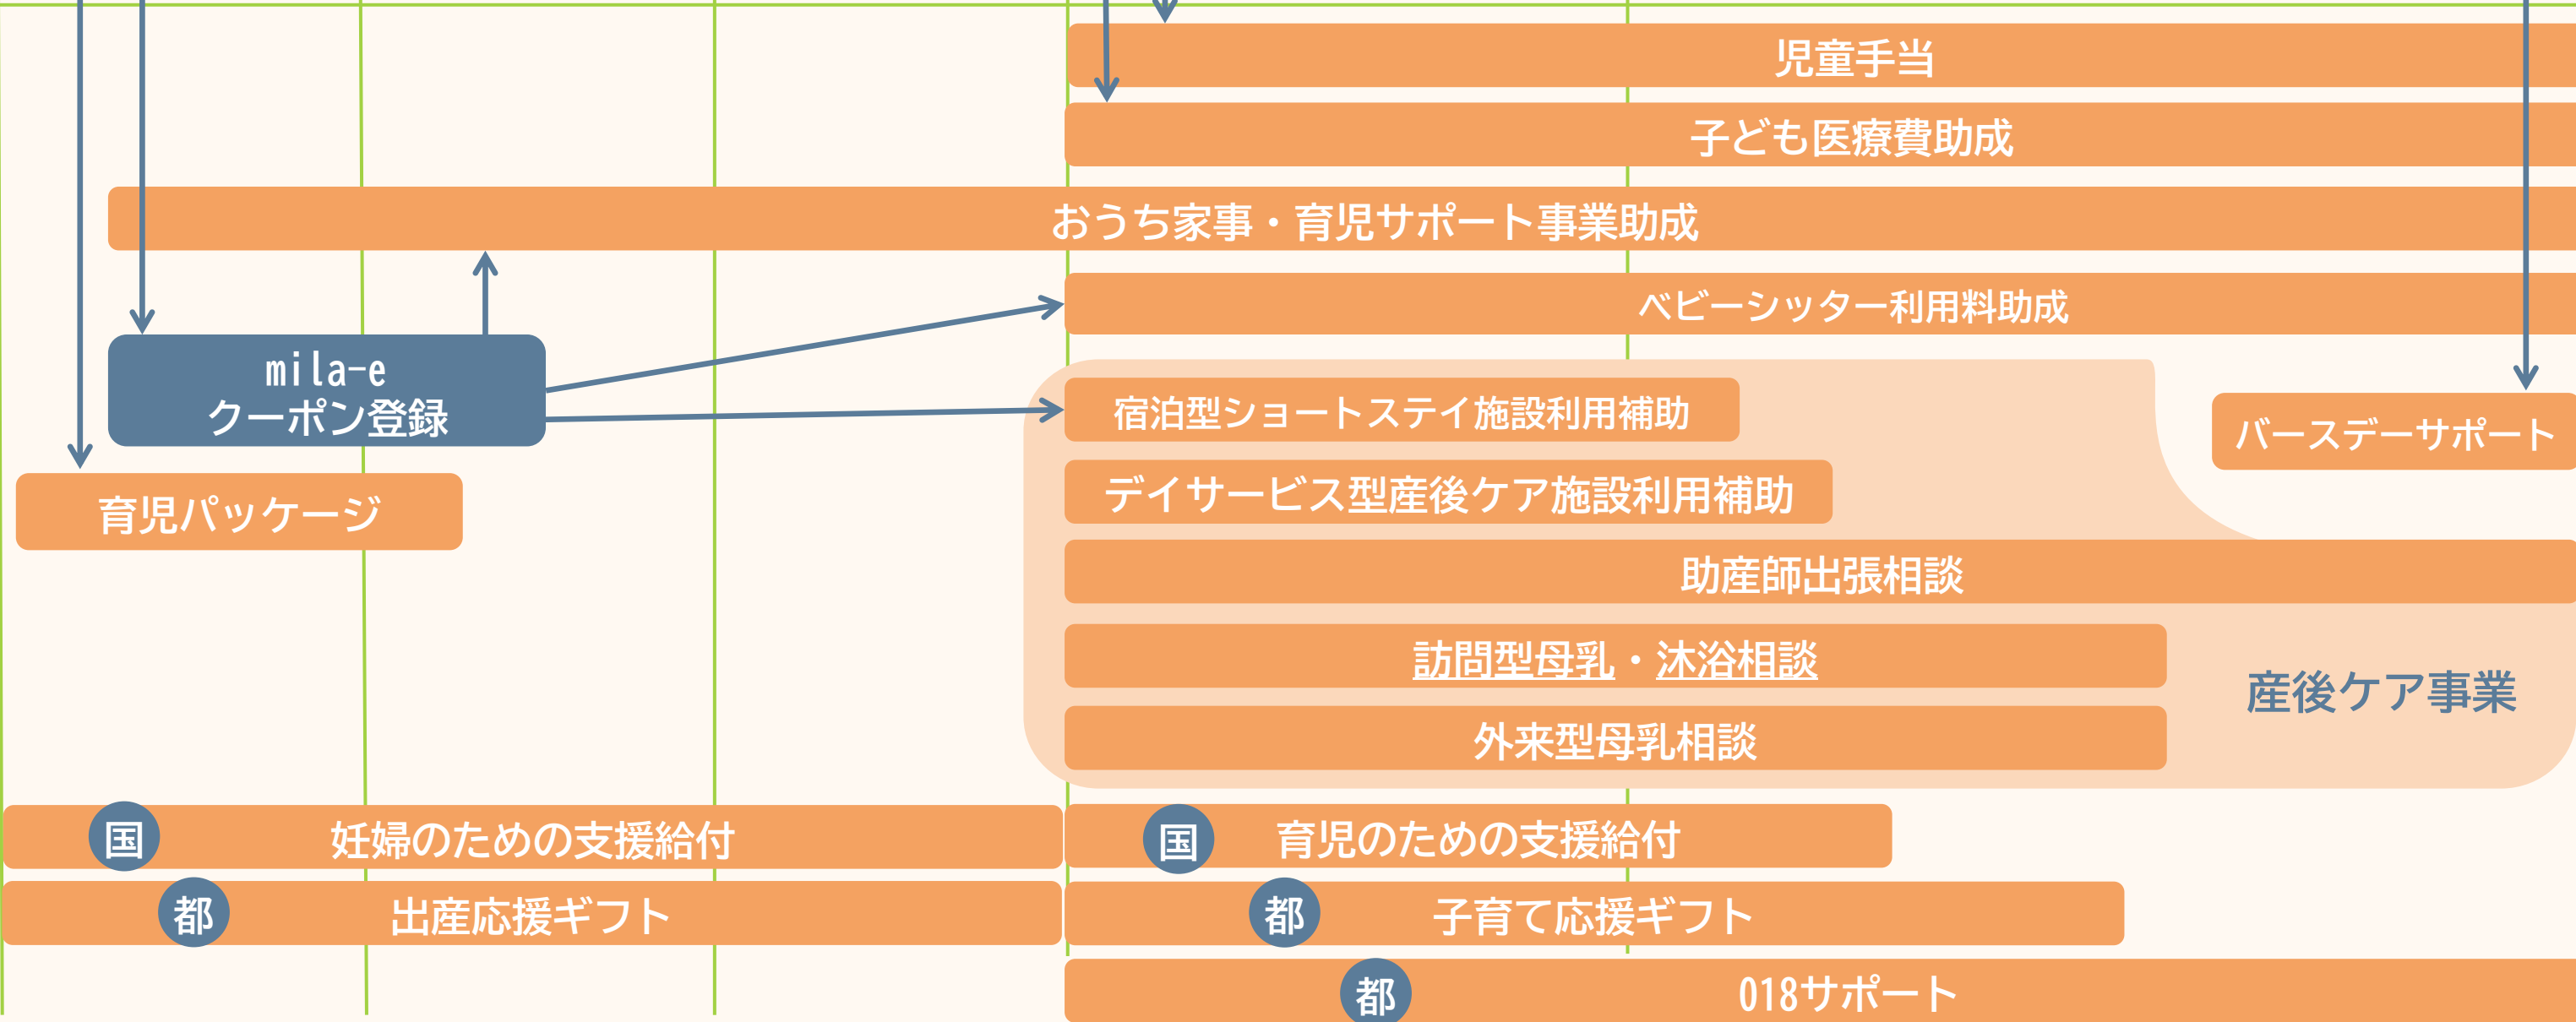 児童手当
子ども医療費助成
おうち家事・育児サポート事業助成
ベビーシッター利用料助成
mila-e
クーポン登録
宿泊型ショートステイ施設利用補助
バースデーサポート
デイサービス型産後ケア施設利用補助
育児パッケージ
助産師出張相談
訪問型母乳・沐浴相談
産後ケア事業
外来型母乳相談
国 妊婦のための支援給付
国 育児のための支援給付
都 出産応援ギフト
都 子育て応援ギフト
都 018サポート